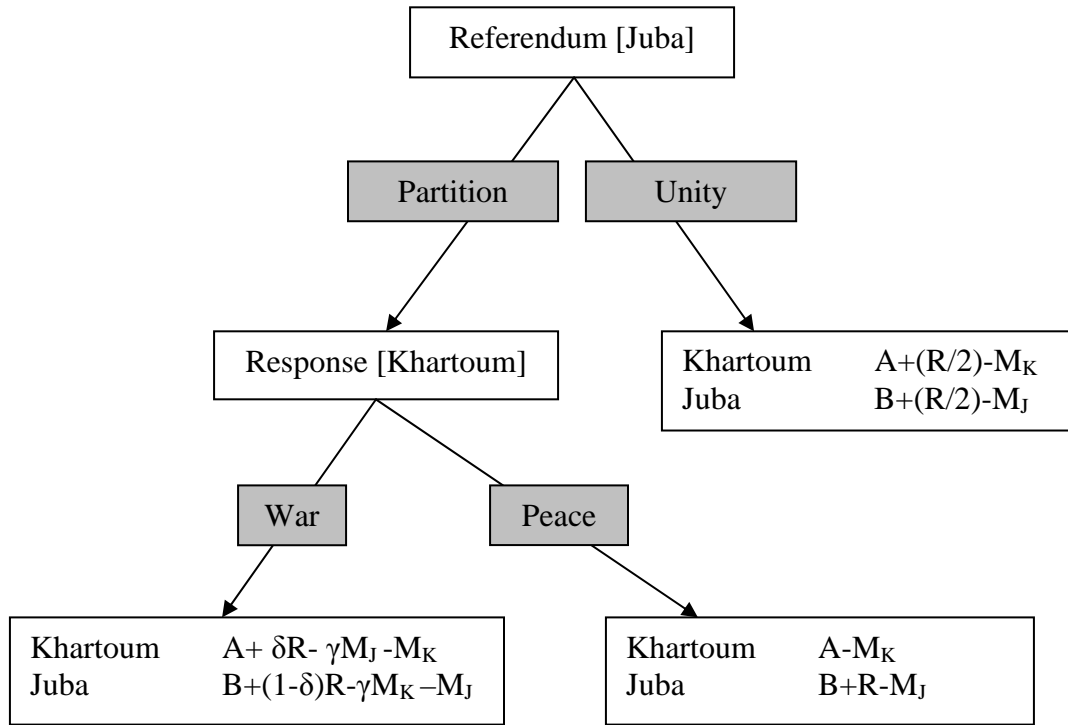 Referendum [Juba]
Partition
Unity
Response [Khartoum]
Khartoum A+(R/2)-M_K
Juba B+(R/2)-M_J
War
Peace
Khartoum A+ δR- γM_J -M_K
Juba B+(1-δ)R-γM_K –M_J
Khartoum A-M_K
Juba B+R-M_J